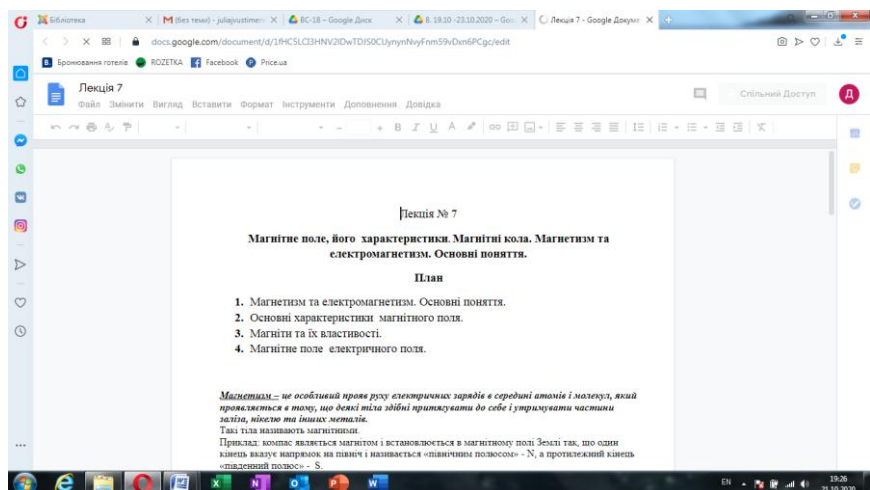 Бібліотека
М (без теми) - juliajvustimen
ВС-18 – Google Диск
8. 19.10 -23.10.2020 – Goo
Лекція 7 - Google Докуме
docs.google.com/document/d/
/edit
Бронювання готелів ROZETKA Facebook Price.ua
Лекція 7
Файл Змінити Вигляд Вставити Формат Інструменти Доповнення Довідка
Спільний Доступ
Д
B I U A
Лекція № 7
Магнітне поле, його характеристики. Магнітні кола. Магнетизм та
електромагнетизм. Основні поняття.
План
1. Магнетизм та електромагнетизм. Основні поняття.
2. Основні характеристики магнітного поля.
3. Магніти та їх властивості.
4. Магнітне поле електричного поля.
Магнетизм – це особливий прояв руху електричних зарядів в середині атомів і молекул, який
проявляється в тому, що деякі тіла здібні притягувати до себе і утримувати частини
заліза, нікелю та інших металів.
Такі тіла називають магнітними.
Приклад: компас являється магнітом і встановлюється в магнітному полі Землі так, що один
кінець вказує напрямок на північ і називається «північним полюсом» - N, а протилежний кінець
«південний полюс» - S.
EN
19:26
21.10.2020